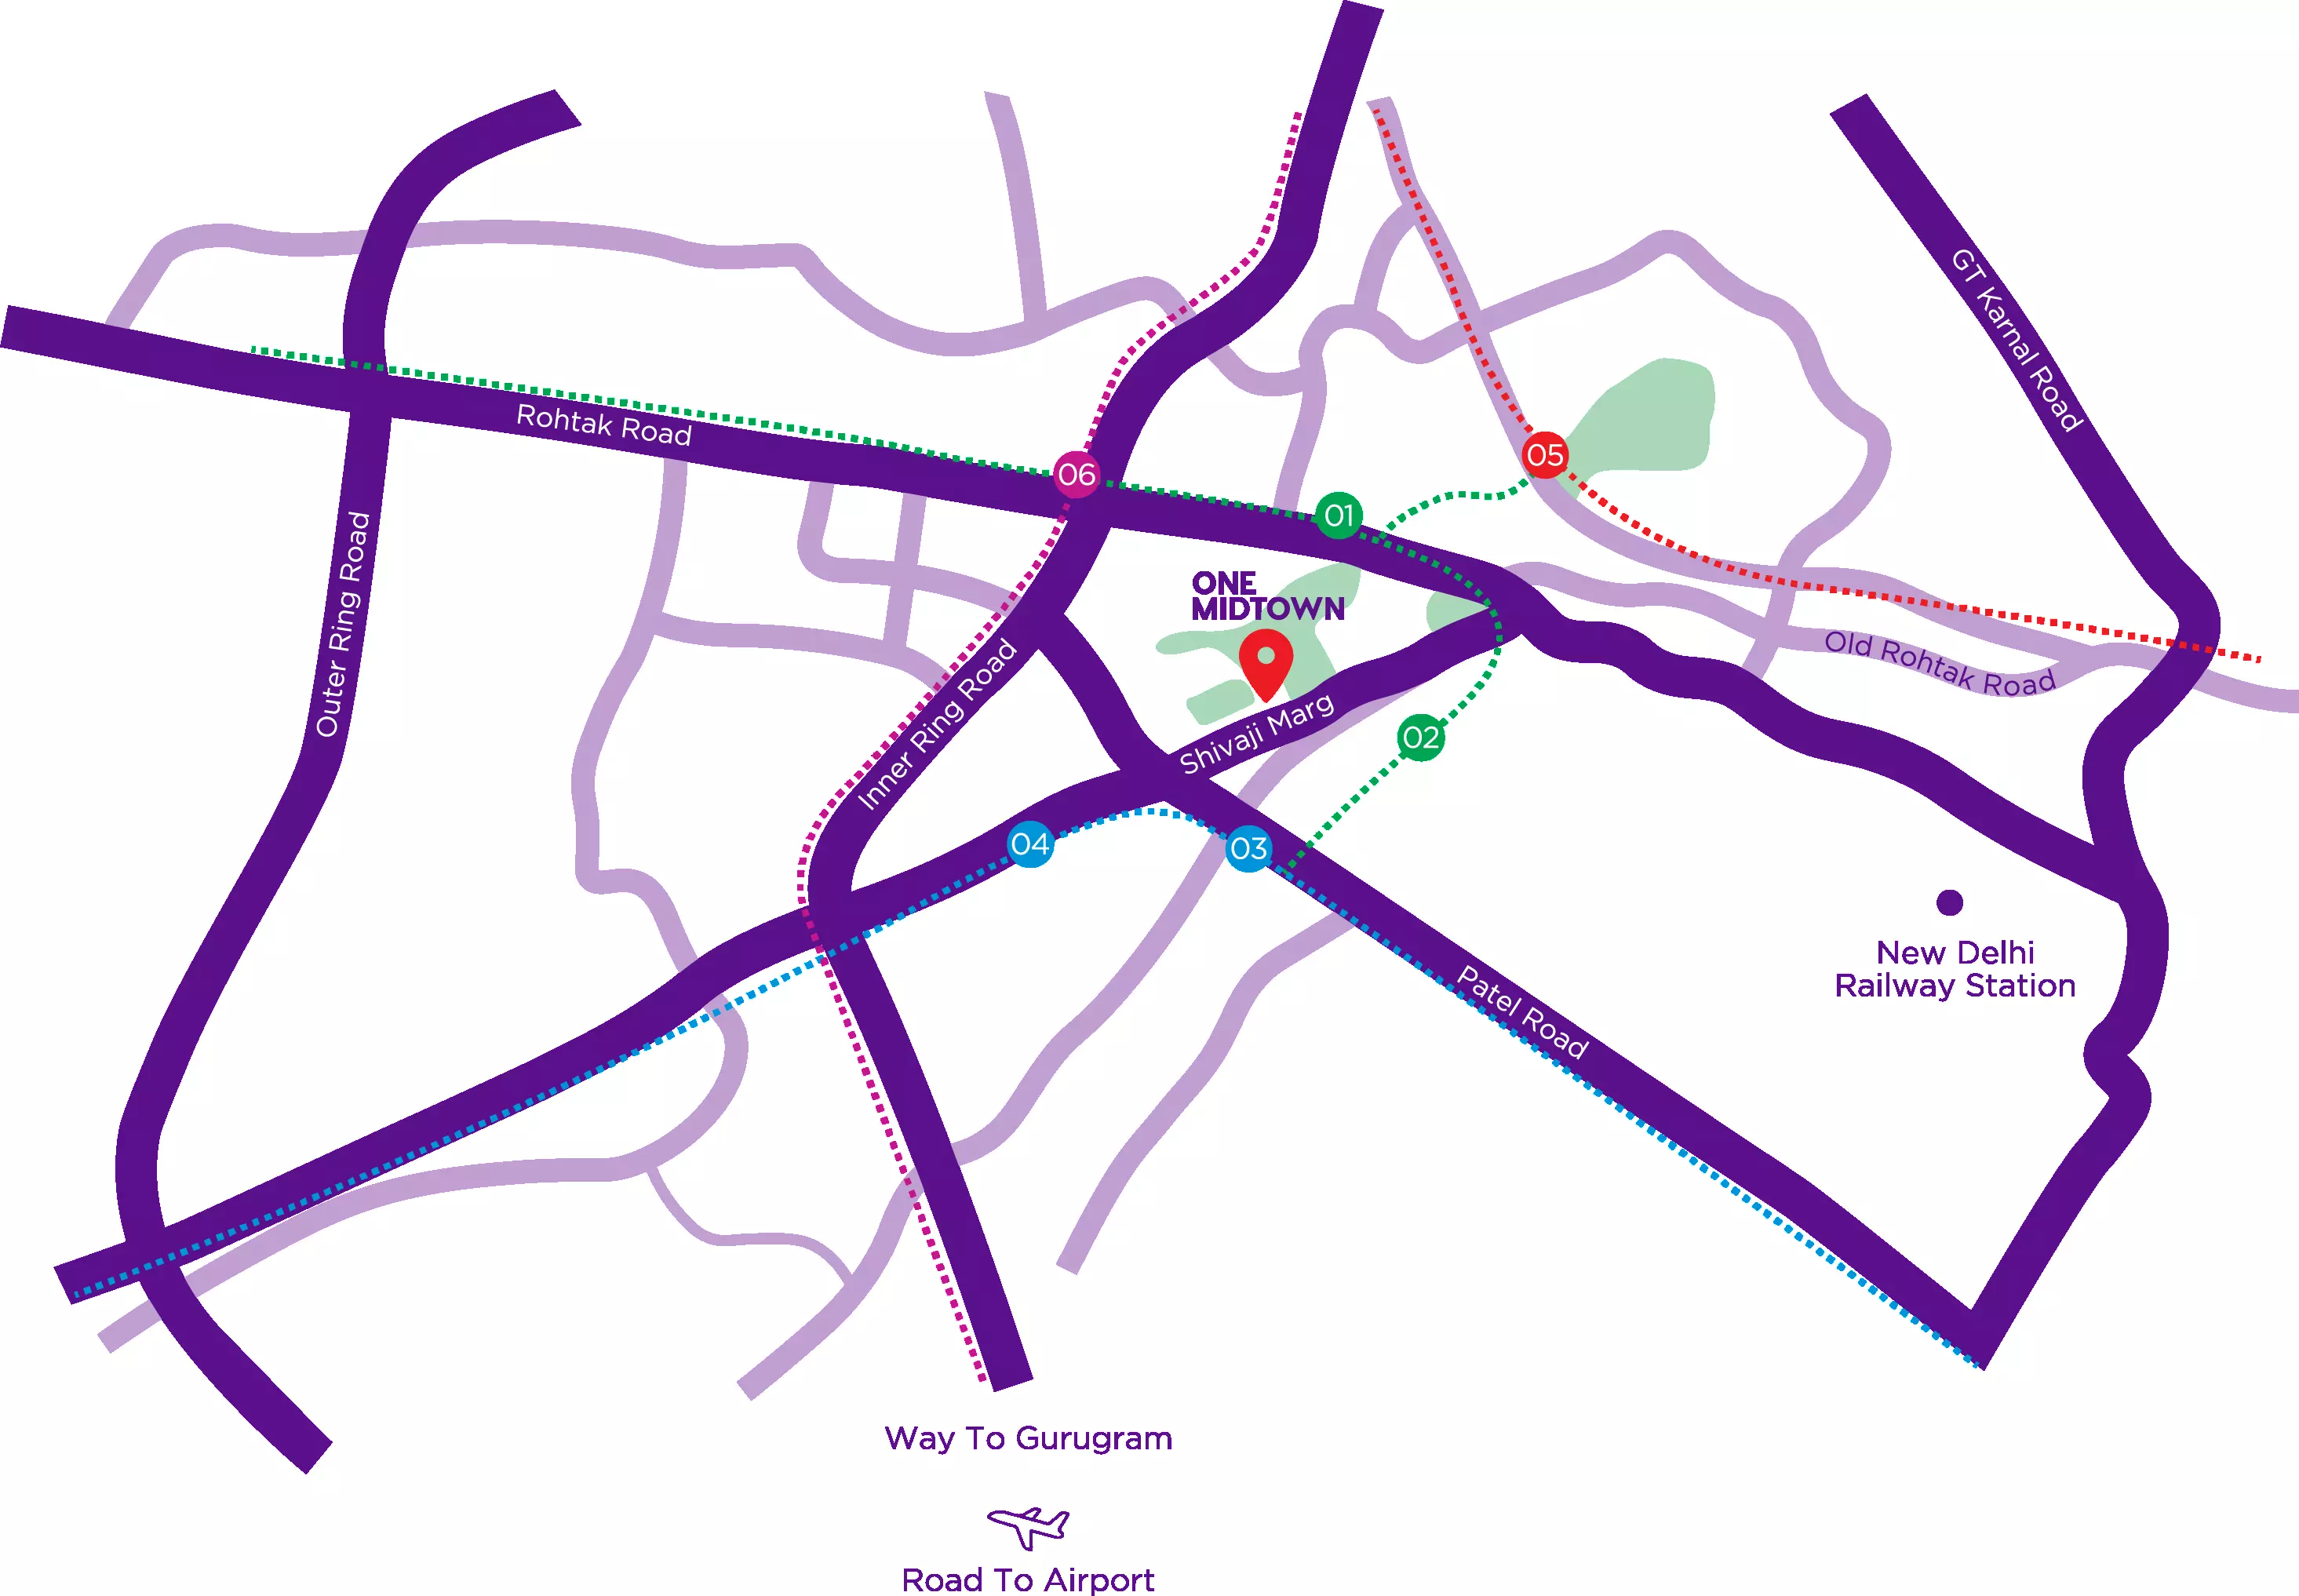 GT Karnal Road
Rohtak Road
06
05
01
Outer Ring Road
ONE
MIDTOWN
Inner Ring Road
Old Rohtak Road
Shivaji Marg
02
04
03
New Delhi
Railway Station
Patel Road
Way To Gurugram
Road To Airport